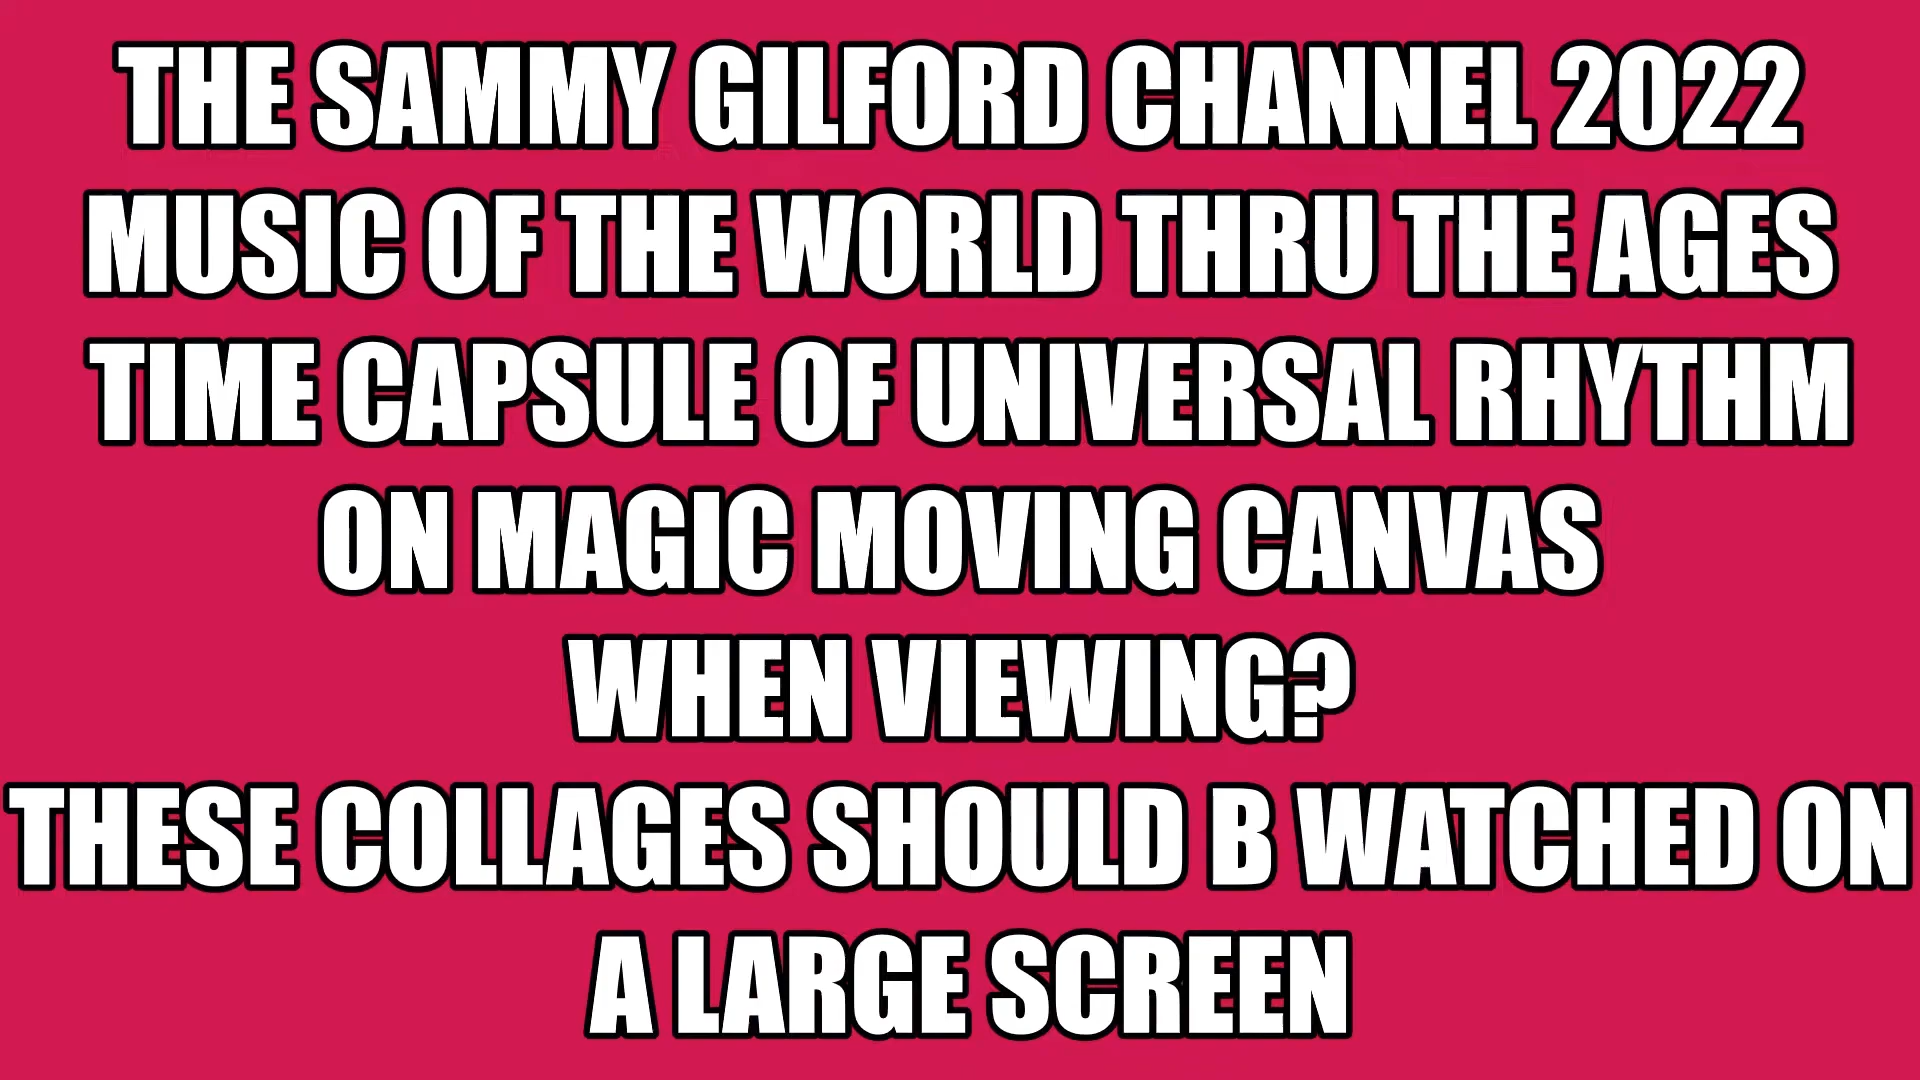 THE SAMMY GILFORD CHANNEL 2022
MUSIC OF THE WORLD THRU THE AGES
TIME CAPSULE OF UNIVERSAL RHYTHM
ON MAGIC MOVING CANVAS
WHEN VIEWING?
THESE COLLAGES SHOULD B WATCHED ON
A LARGE SCREEN